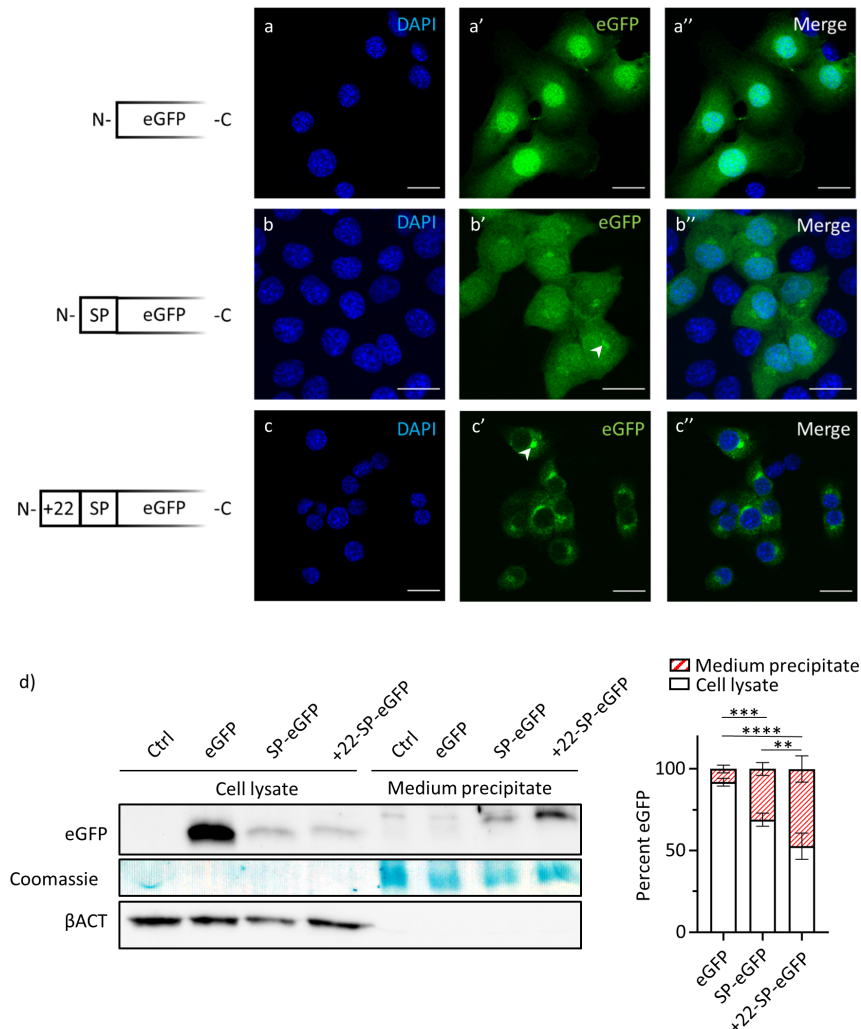 a DAPI a’ eGFP a’’ Merge
N- eGFP -C
b DAPI b’ eGFP b’’ Merge
N- SP eGFP -C
c DAPI c’ eGFP c’’ Merge
N- +22 SP eGFP -C
d)
Ctrl eGFP SP-eGFP +22-SP-eGFP Ctrl eGFP SP-eGFP +22-SP-eGFP
Cell lysate Medium precipitate
eGFP
Coomassie
βACT
Medium precipitate
Cell lysate
***
****
**
Percent eGFP
100
50
0
eGFP SP-eGFP +22-SP-eGFP